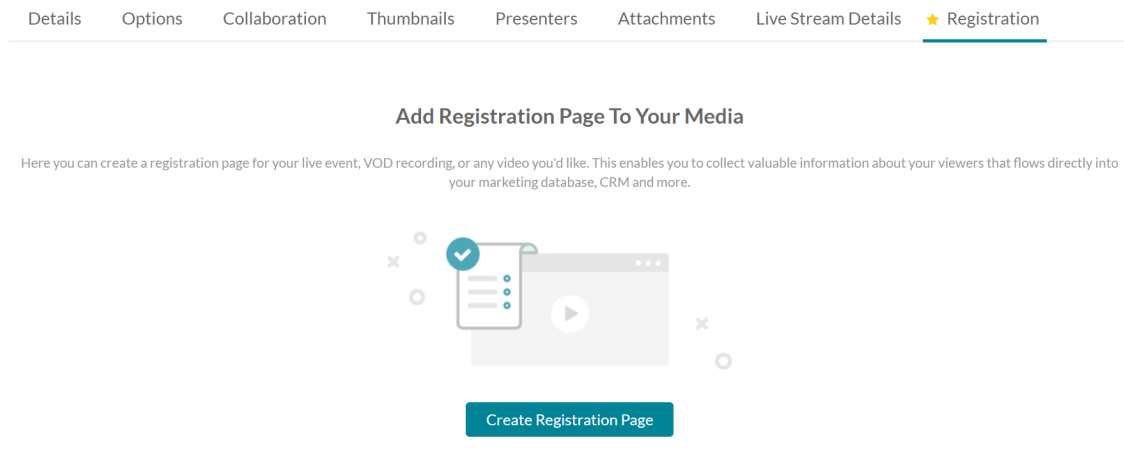 Details Options Collaboration Thumbnails Presenters Attachments Live Stream Details Registration
Add Registration Page To Your Media
Here you can create a registration page for your live event, VOD recording, or any video you'd like. This enables you to collect valuable information about your viewers that flows directly into
your marketing database, CRM and more.
Create Registration Page